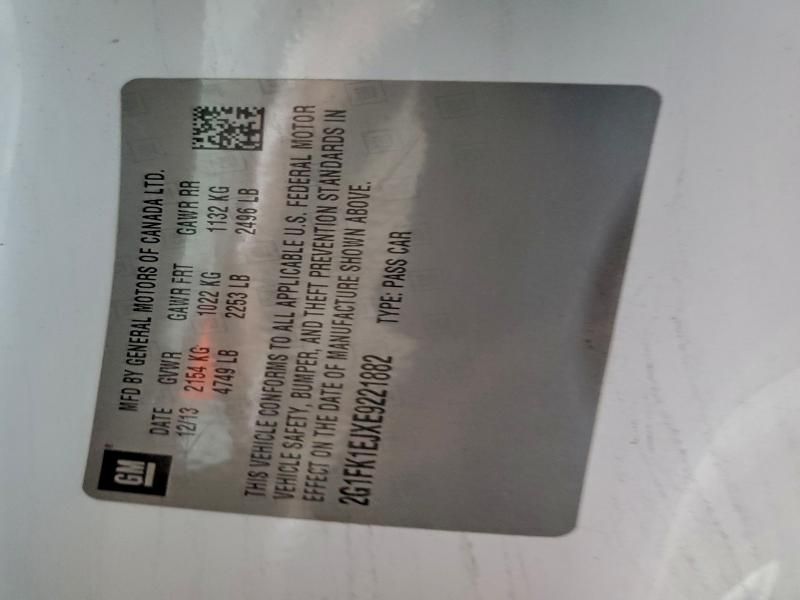 GM
MFD BY GENERAL MOTORS OF CANADA LTD.
DATE GVWR GAWR FRT GAWR RR
12/13 2154 KG 1022 KG 1132 KG
4749 LB 2253 LB 2496 LB
THIS VEHICLE CONFORMS TO ALL APPLICABLE U.S. FEDERAL MOTOR
VEHICLE SAFETY, BUMPER, AND THEFT PREVENTION STANDARDS IN
EFFECT ON THE DATE OF MANUFACTURE SHOWN ABOVE.
2G1FK1EJXE9221882 TYPE: PASS CAR